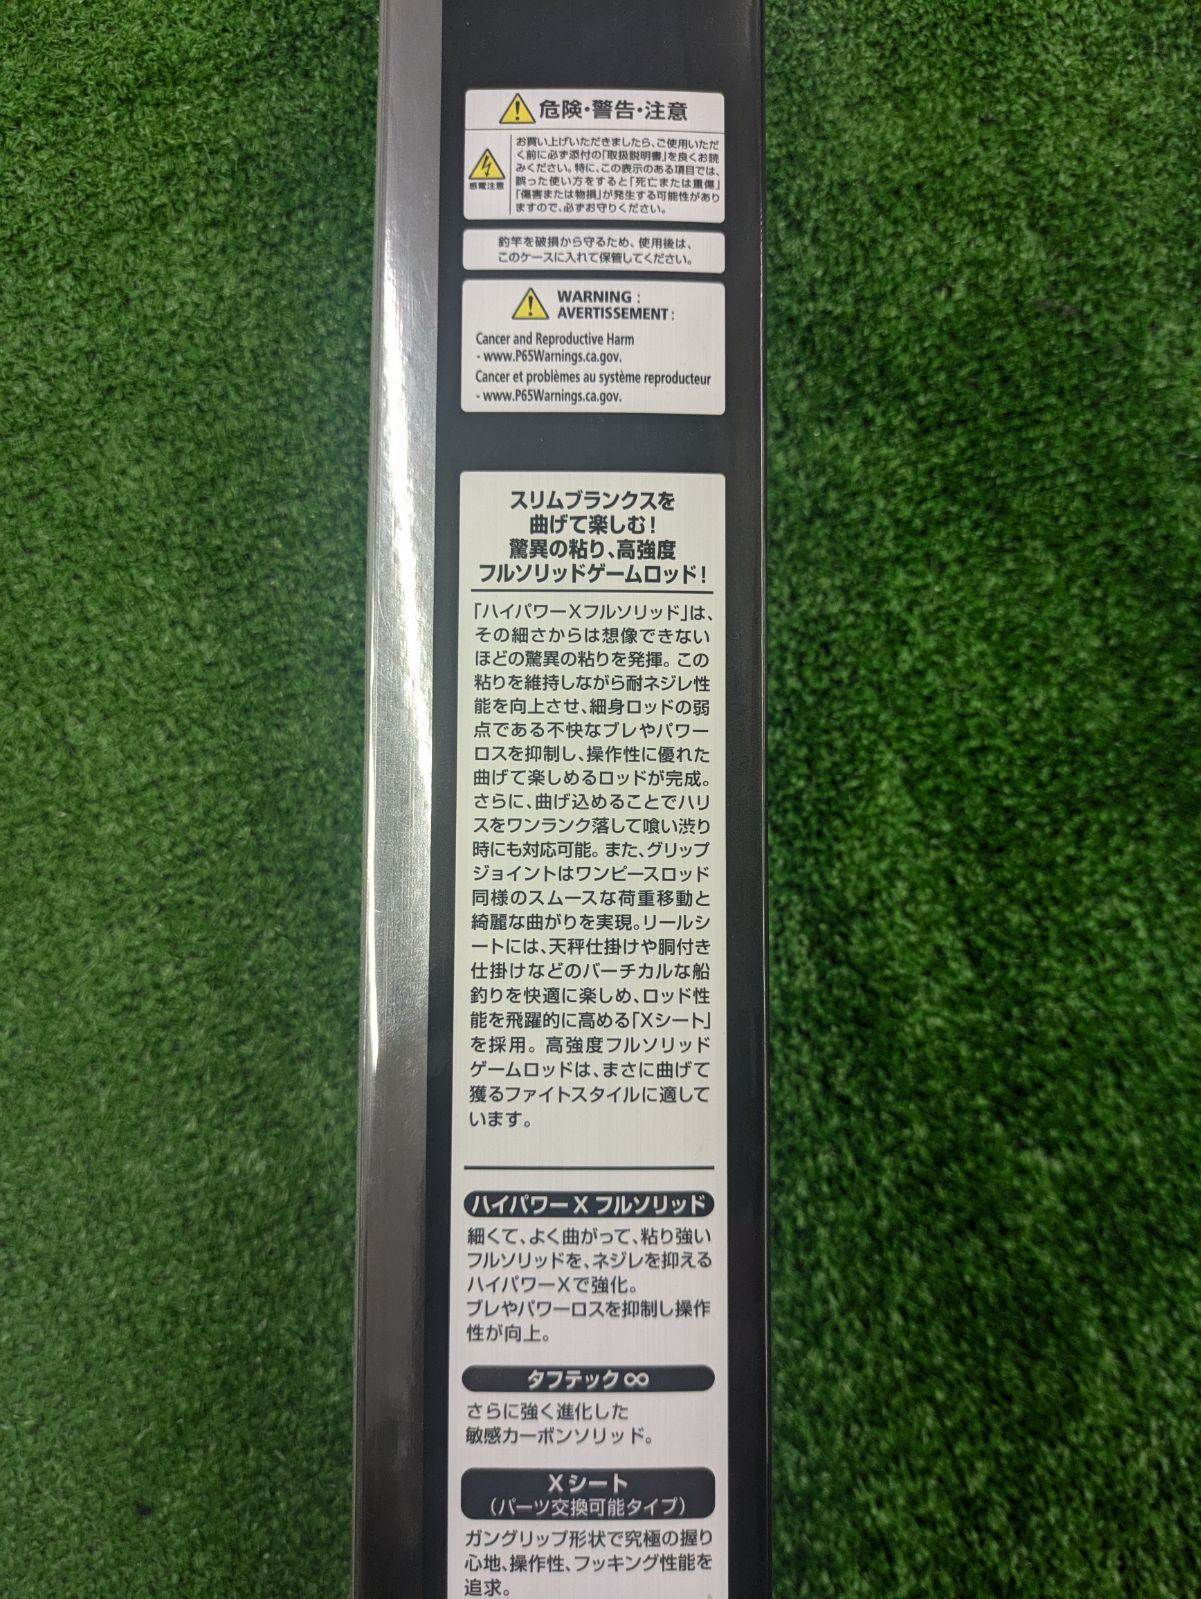 危険・警告・注意
感電注意
お買い上げいただきましたら、ご使用いただ
く前に必ず添付の「取扱説明書」を良くお読
みください。特に、この表示のある項目では、
誤った使い方をすると「死亡または重傷」
「傷害または物損」が発生する可能性があり
ますので、必ずお守りください。
釣竿を破損から守るため、使用後は、
このケースに入れて保管してください。
WARNING :
AVERTISSEMENT :
Cancer and Reproductive Harm
- www.P65Warnings.ca.gov.
Cancer et problèmes au système reproducteur
- www.P65Warnings.ca.gov.
スリムブランクスを
曲げて楽しむ!
驚異の粘り、高強度
フルソリッドゲームロッド!
「ハイパワーXフルソリッド」は、
その細さからは想像できない
ほどの驚異の粘りを発揮。この
粘りを維持しながら耐ネジレ性
能を向上させ、細身ロッドの弱
点である不快なブレやパワー
ロスを抑制し、操作性に優れた
曲げて楽しめるロッドが完成。
さらに、曲げ込めることでハリ
スをワンランク落して喰い渋り
時にも対応可能。また、グリップ
ジョイントはワンピースロッド
同様のスムースな荷重移動と
綺麗な曲がりを実現。リールシ
ートには、天秤仕掛けや胴付き
仕掛けなどのバーチカルな船
釣りを快適に楽しめ、ロッド性
能を飛躍的に高める「Xシート」
を採用。高強度フルソリッド
ゲームロッドは、まさに曲げて
獲るファイトスタイルに適して
います。
ハイパワーX フルソリッド
細くて、よく曲がって、粘り強い
フルソリッドを、ネジレを抑える
ハイパワーXで強化。
ブレやパワーロスを抑制し操作
性が向上。
タフテック∞
さらに強く進化した
敏感カーボンソリッド。
Xシート
(パーツ交換可能タイプ)
ガングリップ形状で究極の握り
心地、操作性、フッキング性能を
追求。